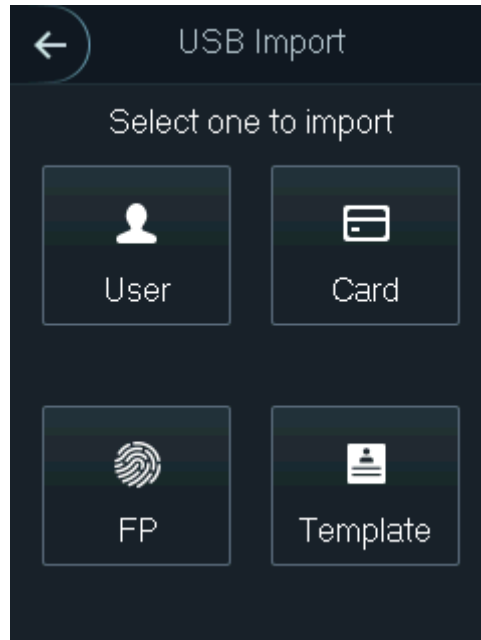 USB Import
Select one to import
User
Card
FP
Template